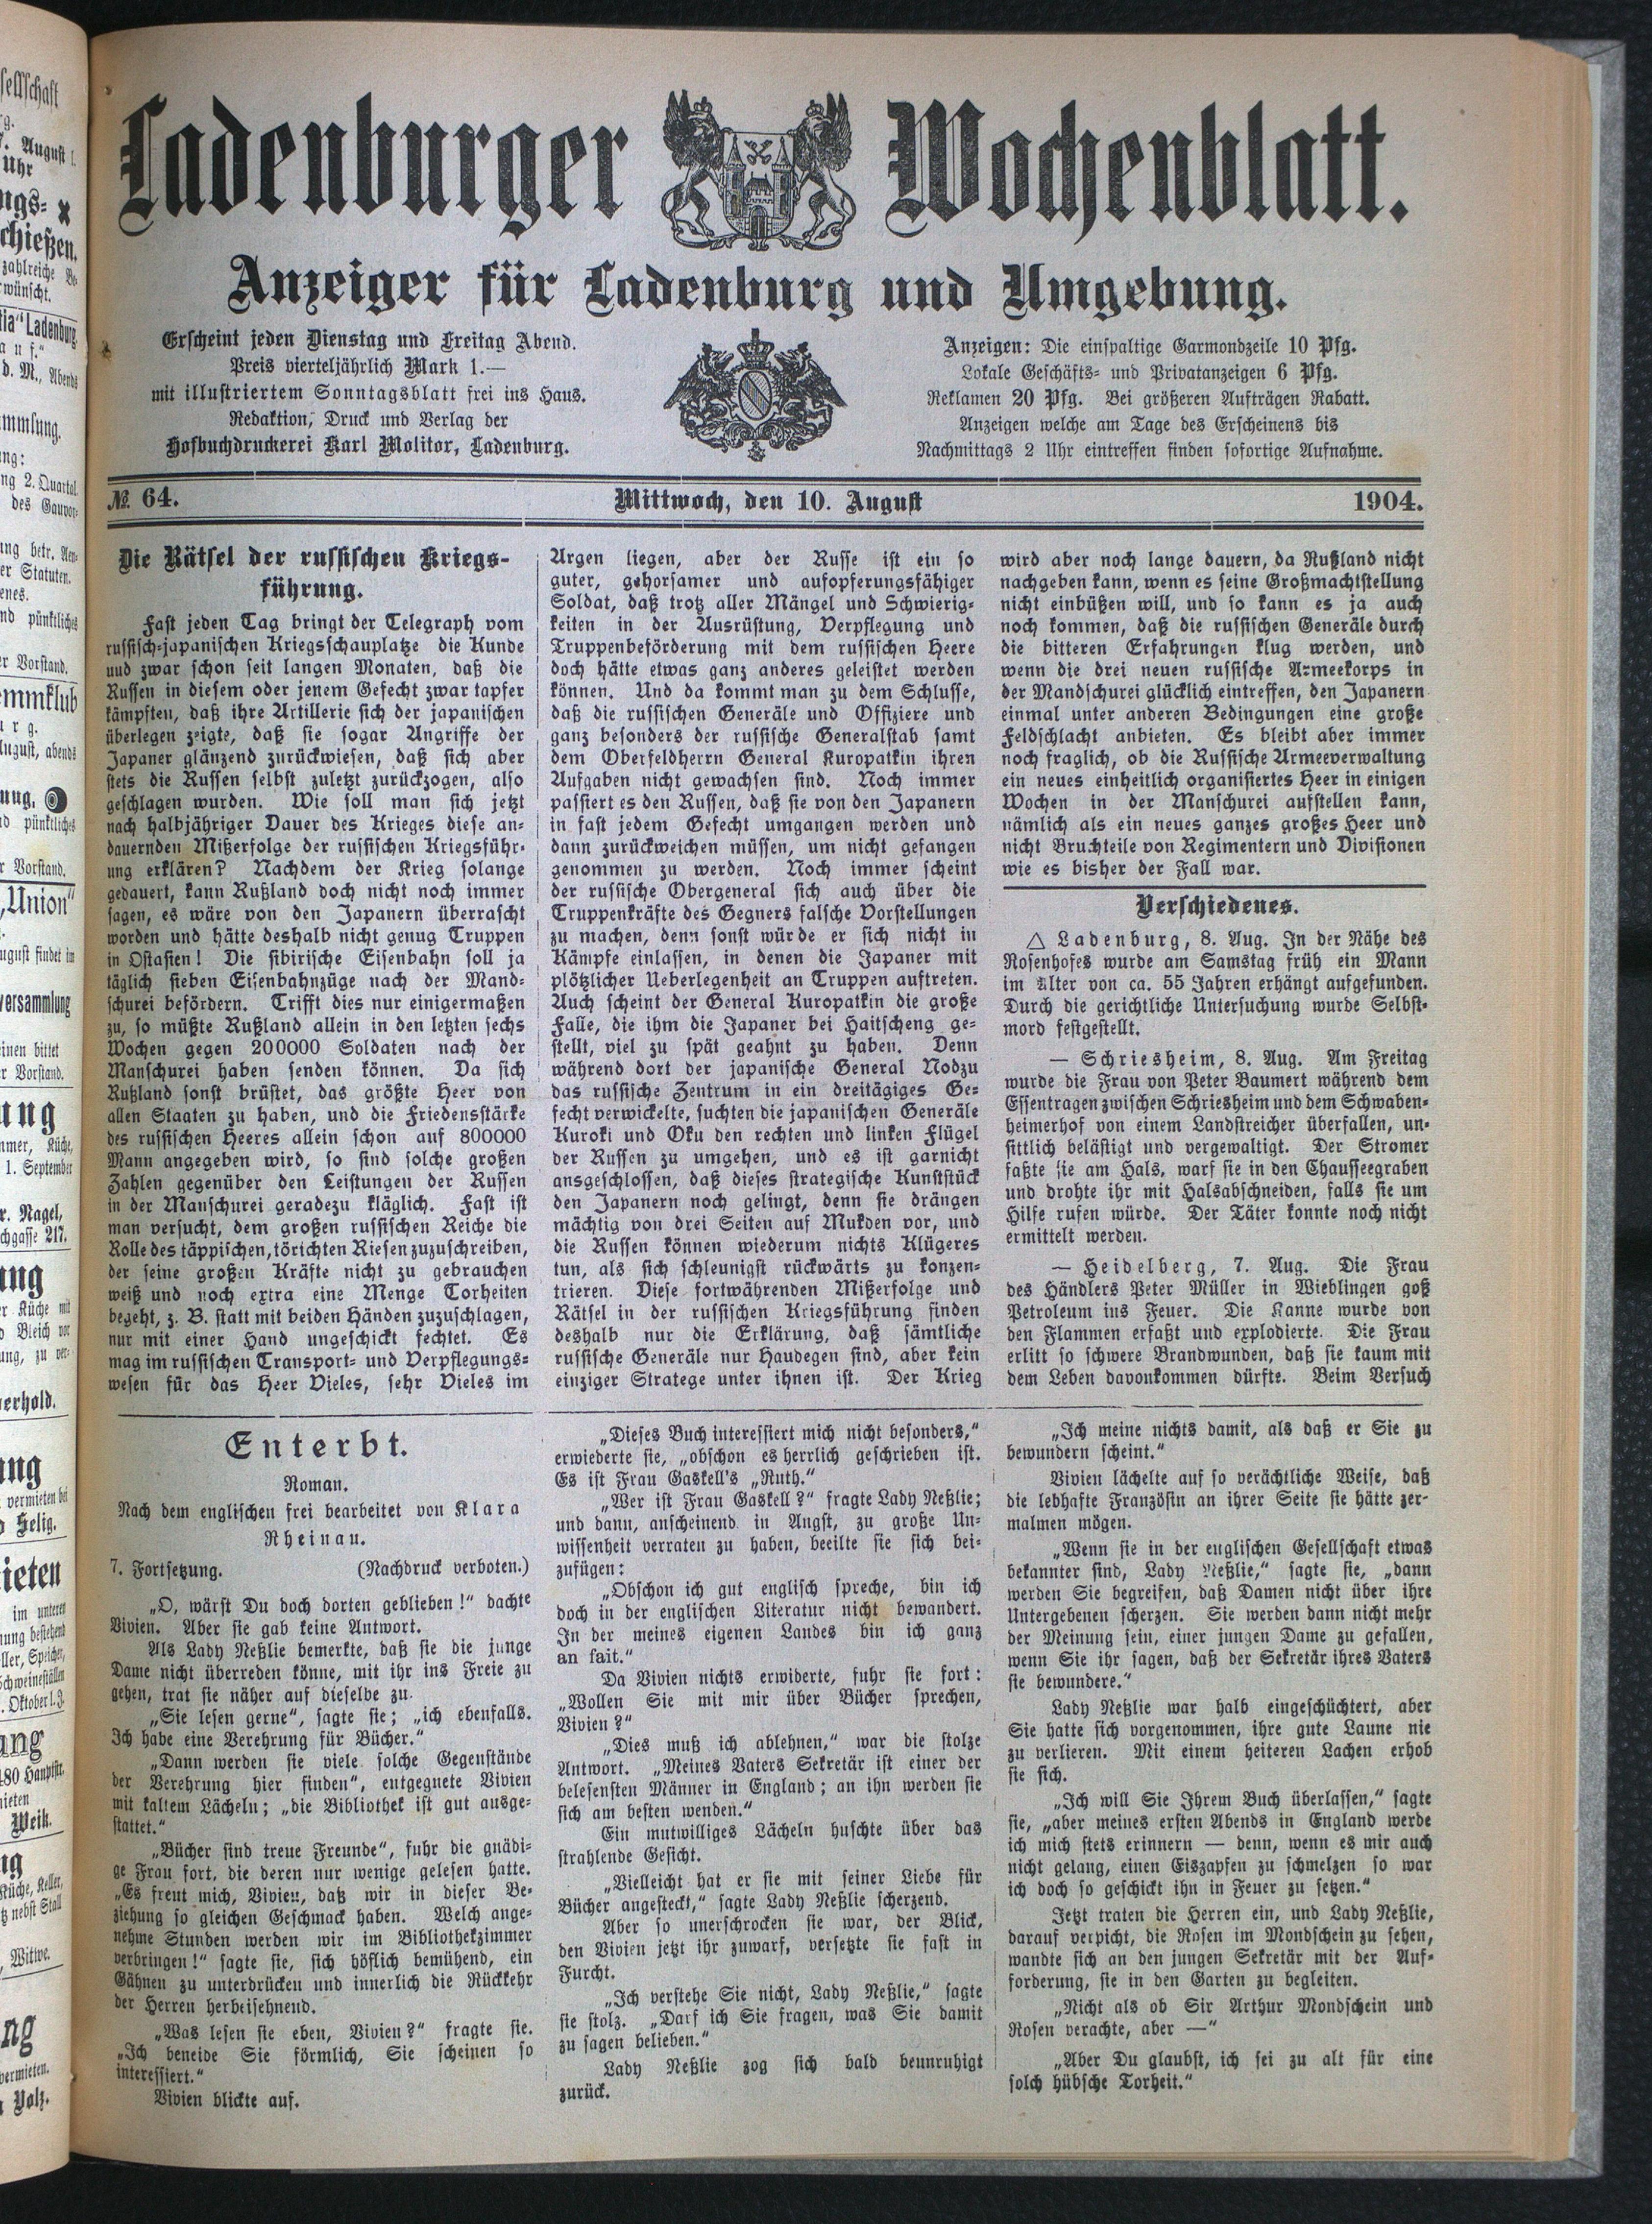 Ladenburger Wochenblatt.
Anzeiger für Ladenburg und Umgebung.
Erscheint jeden Dienstag und Freitag Abend.
Preis vierteljährlich Mark 1.—
mit illustriertem Sonntagsblatt frei ins Haus.
Redaktion, Druck und Verlag der
Hofbuchdruckerei Karl Molitor, Ladenburg.
Anzeigen: Die einspaltige Garmondzeile 10 Pfg.
Lokale Geschäfts- und Privatanzeigen 6 Pfg.
Reklamen 20 Pfg. Bei größeren Aufträgen Rabatt.
Anzeigen welche am Tage des Erscheinens bis
Nachmittags 2 Uhr eintreffen finden sofortige Aufnahme.
№ 64. Mittwoch, den 10. August 1904.
Die Rätsel der russischen Kriegs-
führung.
Fast jeden Tag bringt der Telegraph vom
russisch-japanischen Kriegsschauplatze die Kunde
und zwar schon seit langen Monaten, daß die
Russen in diesem oder jenem Gefecht zwar tapfer
kämpften, daß ihre Artillerie sich der japanischen
überlegen zeigte, daß sie sogar Angriffe der
Japaner glänzend zurückwiesen, daß sich aber
stets die Russen selbst zuletzt zurückzogen, also
geschlagen wurden. Wie soll man sich jetzt
nach halbjähriger Dauer des Krieges diese an-
dauernden Mißerfolge der russischen Kriegsführ-
ung erklären? Nachdem der Krieg solange
gedauert, kann Rußland doch nicht noch immer
sagen, es wäre von den Japanern überrascht
worden und hätte deshalb nicht genug Truppen
in Ostasien! Die sibirische Eisenbahn soll ja
täglich sieben Eisenbahnzüge nach der Mand-
schurei befördern. Trifft dies nur einigermaßen
zu, so müßte Rußland allein in den letzten sechs
Wochen gegen 200000 Soldaten nach der
Manschurei haben senden können. Da sich
Rußland sonst brüstet, das größte Heer von
allen Staaten zu haben, und die Friedensstärke
des russischen Heeres allein schon auf 800000
Mann angegeben wird, so sind solche großen
Zahlen gegenüber den Leistungen der Russen
in der Manschurei geradezu kläglich. Fast ist
man versucht, dem großen russischen Reiche die
Rolle des täppischen, törichten Riesen zuzuschreiben,
der seine großen Kräfte nicht zu gebrauchen
weiß und noch extra eine Menge Torheiten
begeht, z. B. statt mit beiden Händen zuzuschlagen,
nur mit einer Hand ungeschickt fechtet. Es
mag im russischen Transport- und Verpflegungs-
wesen für das Heer Vieles, sehr Vieles im
Argen liegen, aber der Russe ist ein so
guter, gehorsamer und aufopferungsfähiger
Soldat, daß trotz aller Mängel und Schwierig-
keiten in der Ausrüstung, Verpflegung und
Truppenbeförderung mit dem russischen Heere
doch hätte etwas ganz anderes geleistet werden
können. Und da kommt man zu dem Schlusse,
daß die russischen Generäle und Offiziere und
ganz besonders der russische Generalstab samt
dem Oberfeldherrn General Kuropatkin ihren
Aufgaben nicht gewachsen sind. Noch immer
passiert es den Russen, daß sie von den Japanern
in fast jedem Gefecht umgangen werden und
dann zurückweichen müssen, um nicht gefangen
genommen zu werden. Noch immer scheint
der russische Obergeneral sich auch über die
Truppenkräfte des Gegners falsche Vorstellungen
zu machen, denn sonst würde er sich nicht in
Kämpfe einlassen, in denen die Japaner mit
plötzlicher Ueberlegenheit an Truppen auftreten.
Auch scheint der General Kuropatkin die große
Falle, die ihm die Japaner bei Haitscheng ge-
stellt, viel zu spät geahnt zu haben. Denn
während dort der japanische General Nodzu
das russische Zentrum in ein dreitägiges Ge-
fecht verwickelte, suchten die japanischen Generäle
Kuroki und Oku den rechten und linken Flügel
der Russen zu umgehen, und es ist garnicht
ansgeschlossen, daß dieses strategische Kunststück
den Japanern noch gelingt, denn sie drängen
mächtig von drei Seiten auf Mukden vor, und
die Russen können wiederum nichts Klügeres
tun, als sich schleunigst rückwärts zu konzen-
trieren. Diese fortwährenden Mißerfolge und
Rätsel in der russischen Kriegsführung finden
deshalb nur die Erklärung, daß sämtliche
russische Generäle nur Haudegen sind, aber kein
einziger Stratege unter ihnen ist. Der Krieg
wird aber noch lange dauern, da Rußland nicht
nachgeben kann, wenn es seine Großmachtstellung
nicht einbüßen will, und so kann es ja auch
noch kommen, daß die russischen Generäle durch
die bitteren Erfahrungen klug werden, und
wenn die drei neuen russische Armeekorps in
der Mandschurei glücklich eintreffen, den Japanern
einmal unter anderen Bedingungen eine große
Feldschlacht anbieten. Es bleibt aber immer
noch fraglich, ob die Russische Armeeverwaltung
ein neues einheitlich organisiertes Heer in einigen
Wochen in der Manschurei aufstellen kann,
nämlich als ein neues ganzes großes Heer und
nicht Bruchteile von Regimentern und Divisionen
wie es bisher der Fall war.
Verschiedenes.
△ Ladenburg, 8. Aug. In der Nähe des
Rosenhofes wurde am Samstag früh ein Mann
im Alter von ca. 55 Jahren erhängt aufgefunden.
Durch die gerichtliche Untersuchung wurde Selbst-
mord festgestellt.
— Schriesheim, 8. Aug. Am Freitag
wurde die Frau von Peter Baumert während dem
Essentragen zwischen Schriesheim und dem Schwaben-
heimerhof von einem Landstreicher überfallen, un-
sittlich belästigt und vergewaltigt. Der Stromer
faßte sie am Hals, warf sie in den Chausseegraben
und drohte ihr mit Halsabschneiden, falls sie um
Hilfe rufen würde. Der Täter konnte noch nicht
ermittelt werden.
— Heidelberg, 7. Aug. Die Frau
des Händlers Peter Müller in Wieblingen goß
Petroleum ins Feuer. Die Kanne wurde von
den Flammen erfaßt und explodierte. Die Frau
erlitt so schwere Brandwunden, daß sie kaum mit
dem Leben davonkommen dürfte. Beim Versuch
Enterbt.
Roman.
Nach dem englischen frei bearbeitet von Klara
Rheinau.
7. Fortsetzung. (Nachdruck verboten.)
„O, wärst Du doch dorten geblieben!“ dachte
Vivien. Aber sie gab keine Antwort.
Als Lady Neßlie bemerkte, daß sie die junge
Dame nicht überreden könne, mit ihr ins Freie zu
gehen, trat sie näher auf dieselbe zu.
„Sie lesen gerne“, sagte sie; „ich ebenfalls.
Ich habe eine Verehrung für Bücher.“
„Dann werden sie viele solche Gegenstände
der Verehrung hier finden“, entgegnete Vivien
mit kaltem Lächeln; „die Bibliothek ist gut ausge-
stattet.“
„Bücher sind treue Freunde“, fuhr die gnädi-
ge Frau fort, die deren nur wenige gelesen hatte.
„Es freut mich, Vivien, daß wir in dieser Be-
ziehung so gleichen Geschmack haben. Welch ange-
nehme Stunden werden wir im Bibliothekzimmer
verbringen!“ sagte sie, sich höflich bemühend, ein
Gähnen zu unterdrücken und innerlich die Rückkehr
der Herren herbeisehnend.
„Was lesen sie eben, Vivien?“ fragte sie.
„Ich beneide Sie förmlich, Sie scheinen so
interessiert.“
Vivien blickte auf.
„Dieses Buch interessiert mich nicht besonders,“
erwiederte sie, „obschon es herrlich geschrieben ist.
Es ist Frau Gaskell's „Ruth.“
„Wer ist Frau Gaskell?“ fragte Lady Neßlie;
und dann, anscheinend in Angst, zu große Un-
wissenheit verraten zu haben, beeilte sie sich bei-
zufügen:
„Obschon ich gut englisch spreche, bin ich
doch in der englischen Literatur nicht bewandert.
In der meines eigenen Landes bin ich ganz
an fait.“
Da Vivien nichts erwiderte, fuhr sie fort:
„Wollen Sie mit mir über Bücher sprechen,
Vivien?“
„Dies muß ich ablehnen,“ war die stolze
Antwort. „Meines Vaters Sekretär ist einer der
belesensten Männer in England; an ihn werden sie
sich am besten wenden.“
Ein mutwilliges Lächeln huschte über das
strahlende Gesicht.
„Vielleicht hat er sie mit seiner Liebe für
Bücher angesteckt,“ sagte Lady Neßlie scherzend.
Aber so unerschrocken sie war, der Blick,
den Vivien jetzt ihr zuwarf, versetzte sie fast in
Furcht.
„Ich verstehe Sie nicht, Lady Neßlie,“ sagte
sie stolz. „Darf ich Sie fragen, was Sie damit
zu sagen belieben.“
Lady Neßlie zog sich bald beunruhigt
zurück.
„Ich meine nichts damit, als daß er Sie zu
bewundern scheint.“
Vivien lächelte auf so verächtliche Weise, daß
die lebhafte Französin an ihrer Seite sie hätte zer-
malmen mögen.
„Wenn sie in der englischen Gesellschaft etwas
bekannter sind, Lady Neßlie,“ sagte sie, „dann
werden Sie begreifen, daß Damen nicht über ihre
Untergebenen scherzen. Sie werden dann nicht mehr
der Meinung sein, einer jungen Dame zu gefallen,
wenn Sie ihr sagen, daß der Sekretär ihres Vaters
sie bewundere.“
Lady Neßlie war halb eingeschüchtert, aber
Sie hatte sich vorgenommen, ihre gute Laune nie
zu verlieren. Mit einem heiteren Lachen erhob
sie sich.
„Ich will Sie Ihrem Buch überlassen,“ sagte
sie, „aber meines ersten Abends in England werde
ich mich stets erinnern — denn, wenn es mir auch
nicht gelang, einen Eiszapfen zu schmelzen so war
ich doch so geschickt ihn in Feuer zu setzen.“
Jetzt traten die Herren ein, und Lady Neßlie,
darauf verpicht, die Rosen im Mondschein zu sehen,
wandte sich an den jungen Sekretär mit der Auf-
forderung, sie in den Garten zu begleiten.
„Nicht als ob Sir Arthur Mondschein und
Rosen verachte, aber —“
„Aber Du glaubst, ich sei zu alt für eine
solch hübsche Torheit.“